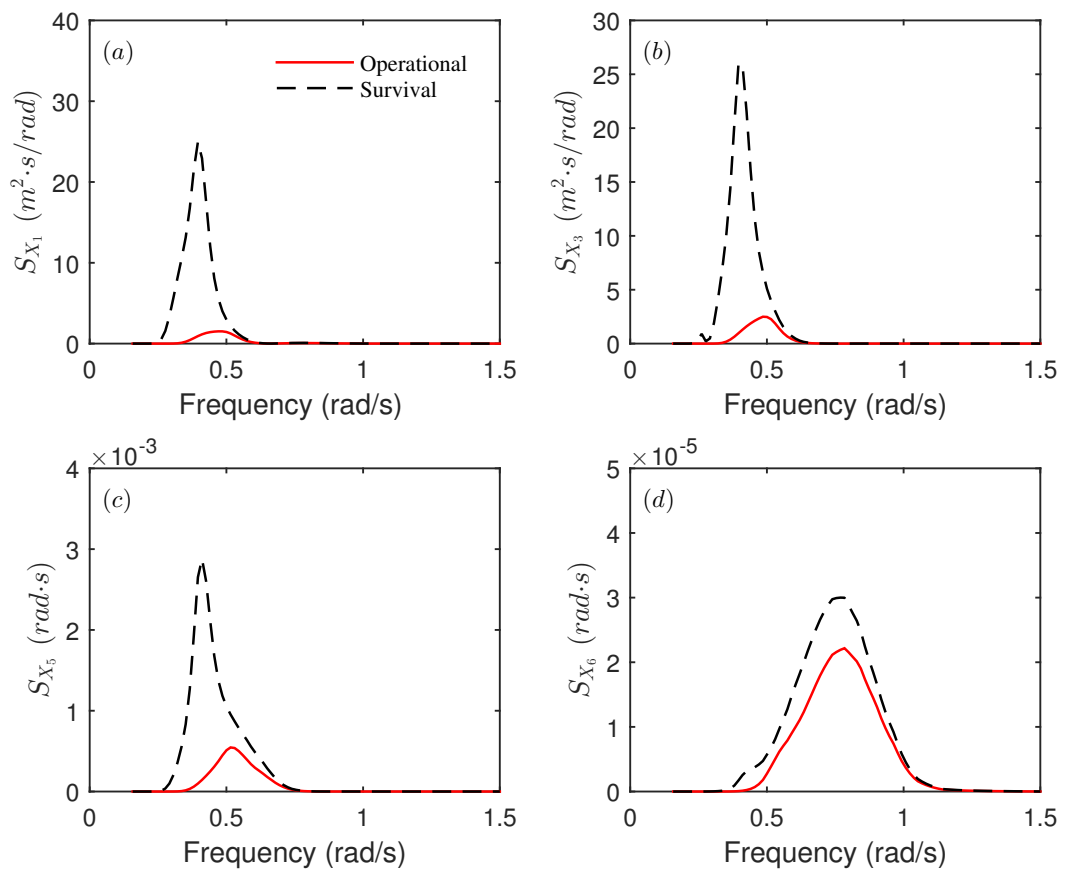 (a)
Operational
Survival
40
30
20
10
0
S_{X_1} (m^2·s/rad)
0 0.5 1 1.5
Frequency (rad/s)
(b)
30
25
20
15
10
5
0
S_{X_3} (m^2·s/rad)
0 0.5 1 1.5
Frequency (rad/s)
×10^{-3}
(c)
4
3
2
1
0
S_{X_5} (rad·s)
0 0.5 1 1.5
Frequency (rad/s)
×10^{-5}
(d)
5
4
3
2
1
0
S_{X_6} (rad·s)
0 0.5 1 1.5
Frequency (rad/s)